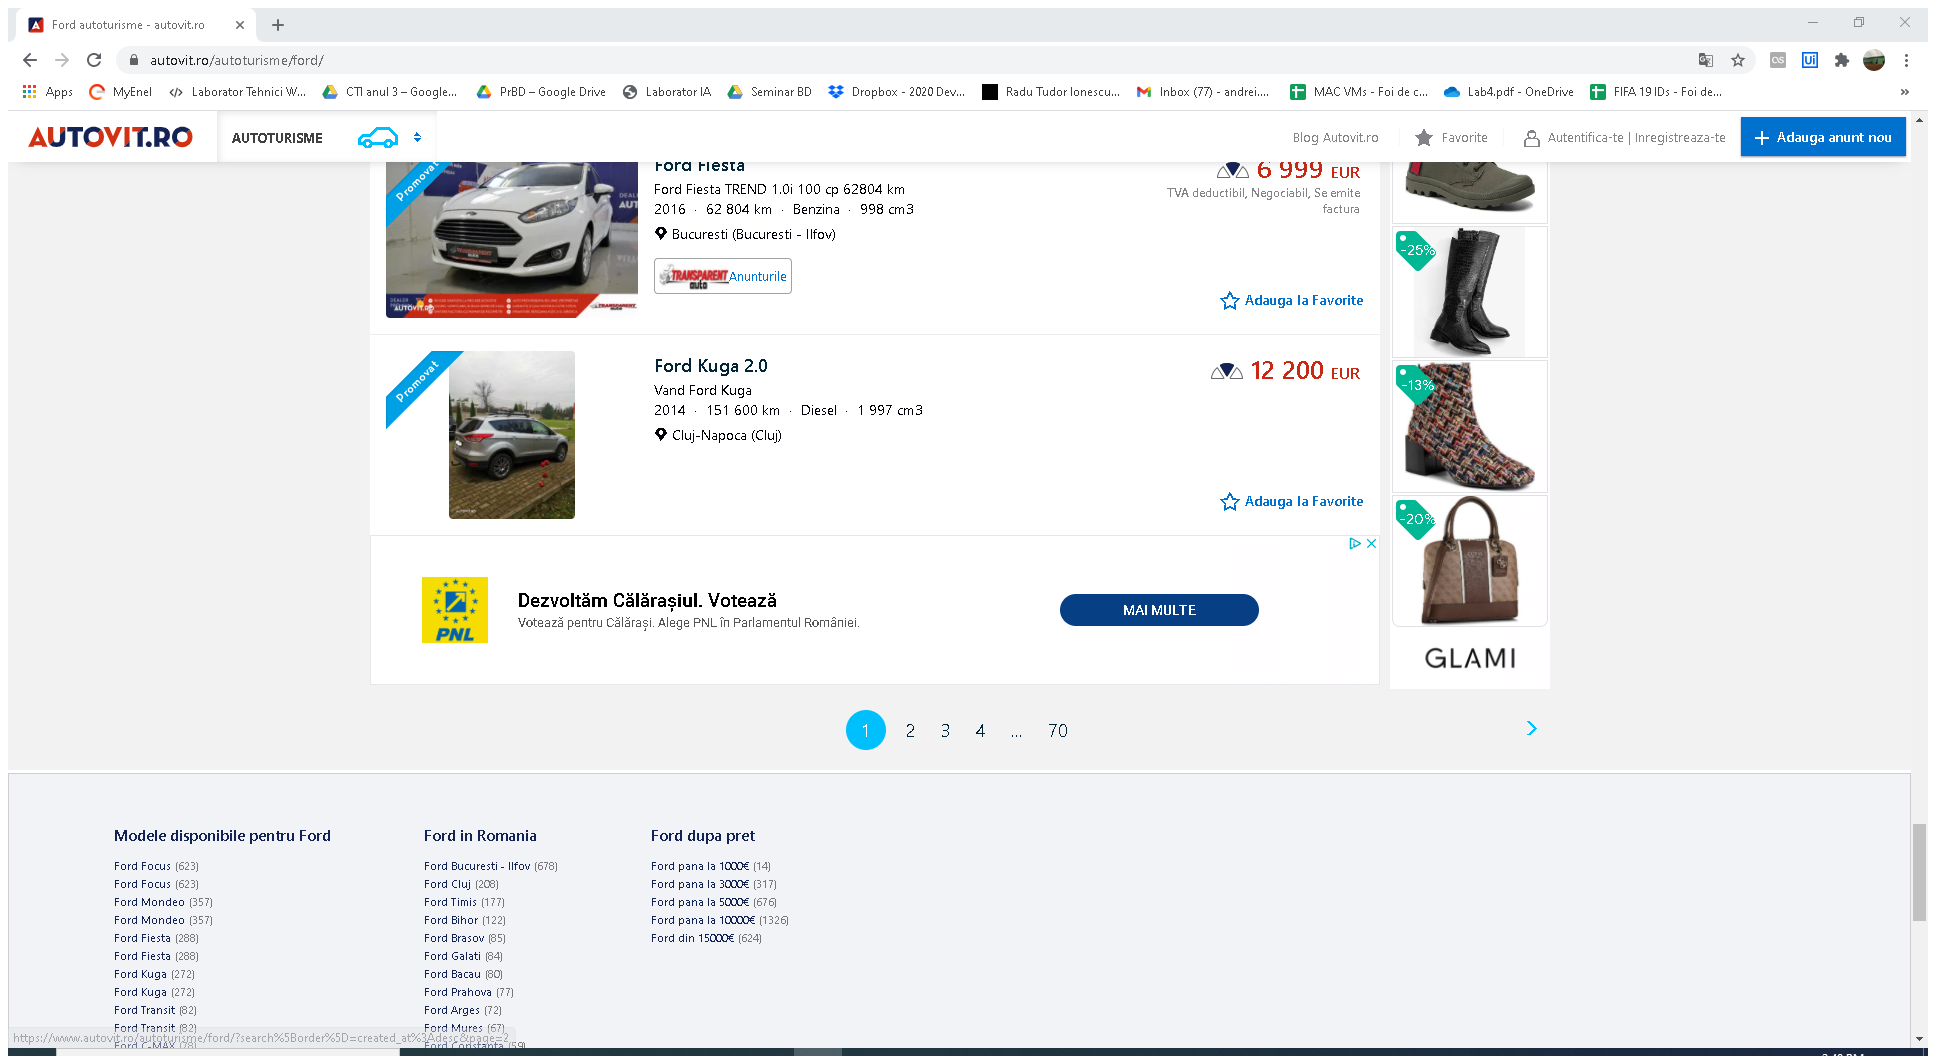 Ford autoturisme - autovit.ro
autovit.ro/autoturisme/ford/
Apps
MyEnel
Laborator Tehnici W...
CTI anul 3 – Google...
PrBD – Google Drive
Laborator IA
Seminar BD
Dropbox - 2020 Dev...
Radu Tudor Ionescu...
Inbox (77) - andrei....
MAC VMs - Foi de c...
Lab4.pdf - OneDrive
FIFA 19 IDs - Foi de...
»
AUTOVIT.RO
AUTOTURISME
Blog Autovit.ro
Favorite
Autentifica-te | Inregistreaza-te
Adauga anunt nou
Promovat
Ford Fiesta
6 999 EUR
Ford Fiesta TREND 1.0i 100 cp 62804 km
TVA deductibil, Negociabil, Se emite
factura
2016 · 62 804 km · Benzina · 998 cm3
Bucuresti (Bucuresti - Ilfov)
TRANSPARENT
auto
Anunturile
Adauga la Favorite
Promovat
Ford Kuga 2.0
12 200 EUR
Vand Ford Kuga
2014 · 151 600 km · Diesel · 1 997 cm3
Cluj-Napoca (Cluj)
Adauga la Favorite
-25%
-13%
-20%
GLAMI
PNL
Dezvoltăm Călărașiul. Votează
Votează pentru Călărași. Alege PNL în Parlamentul României.
MAI MULTE
1 2 3 4 ... 70
Modele disponibile pentru Ford
Ford Focus (623)
Ford Focus (623)
Ford Mondeo (357)
Ford Mondeo (357)
Ford Fiesta (288)
Ford Fiesta (288)
Ford Kuga (272)
Ford Kuga (272)
Ford Transit (82)
Ford Transit (82)
Ford C-MAX (78)
Ford in Romania
Ford Bucuresti - Ilfov (678)
Ford Cluj (208)
Ford Timis (177)
Ford Bihor (122)
Ford Brasov (85)
Ford Galati (84)
Ford Bacau (80)
Ford Prahova (77)
Ford Arges (72)
Ford Mures (67)
Ford Constanta (59)
Ford dupa pret
Ford pana la 1000€ (14)
Ford pana la 3000€ (317)
Ford pana la 5000€ (676)
Ford pana la 10000€ (1326)
Ford din 15000€ (624)
https://www.autovit.ro/autoturisme/ford/?search%5Border%5D=created_at%3Adesc&page=2